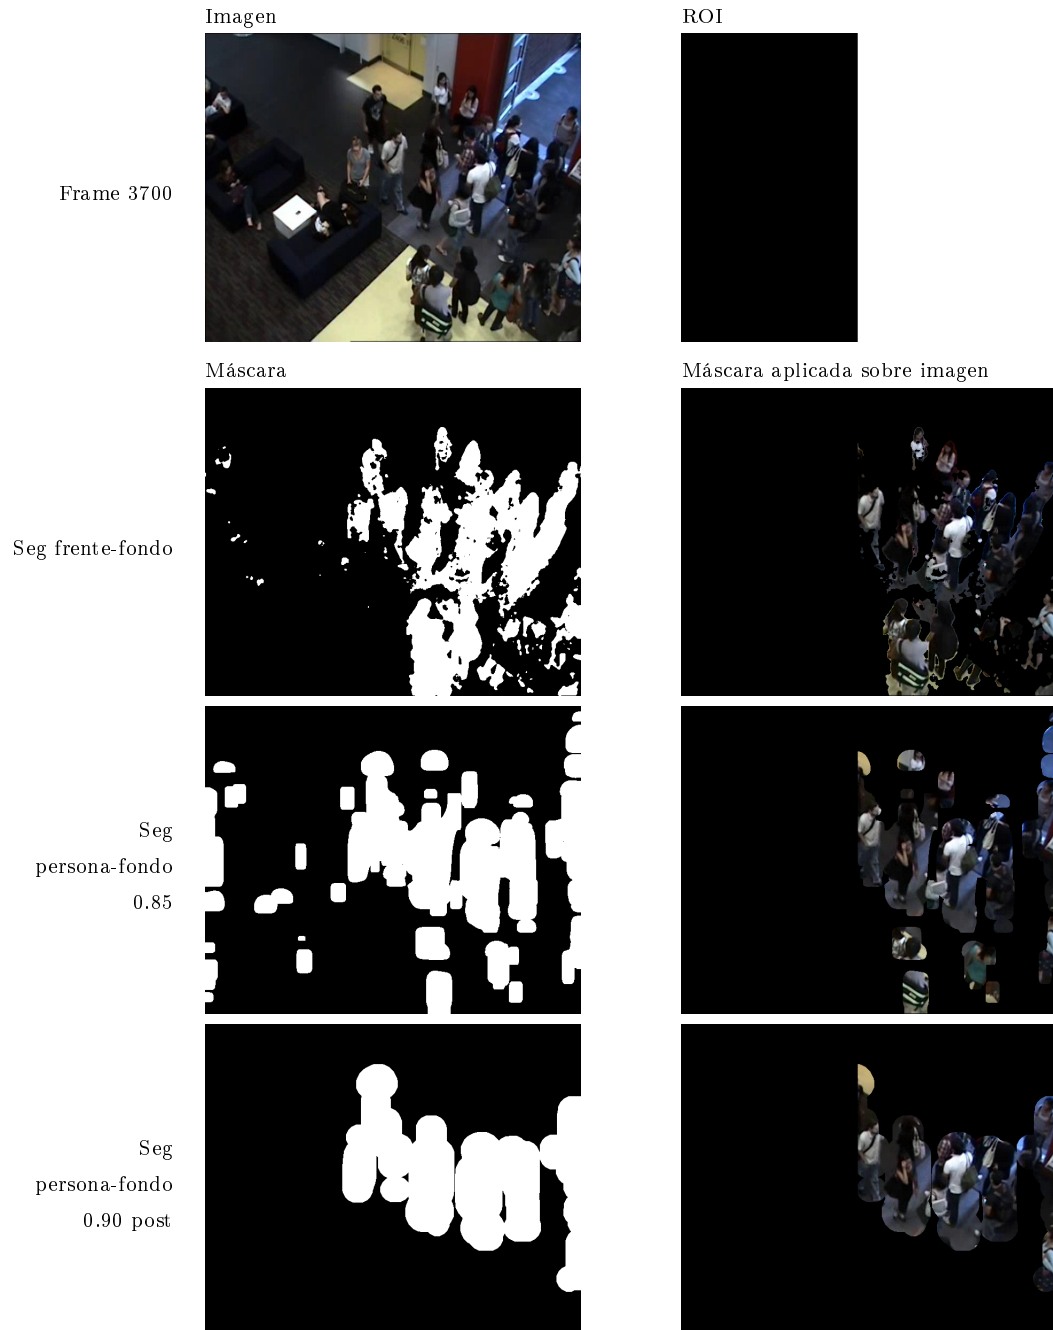 Imagen
ROI
Frame 3700
Máscara
Máscara aplicada sobre imagen
Seg frente-fondo
Seg
persona-fondo
0.85
Seg
persona-fondo
0.90 post